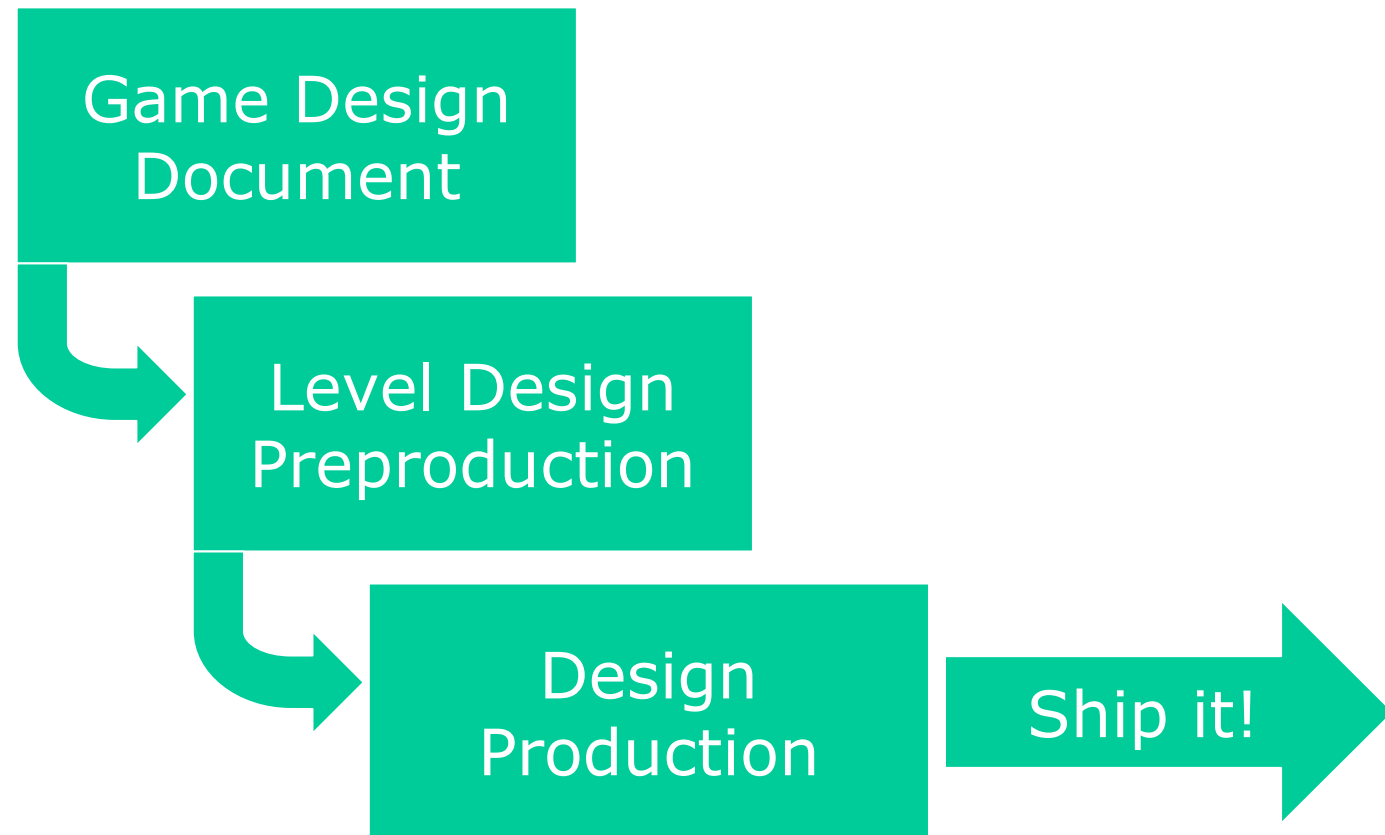 Game Design
Document
Level Design
Preproduction
Design
Production
Ship it!